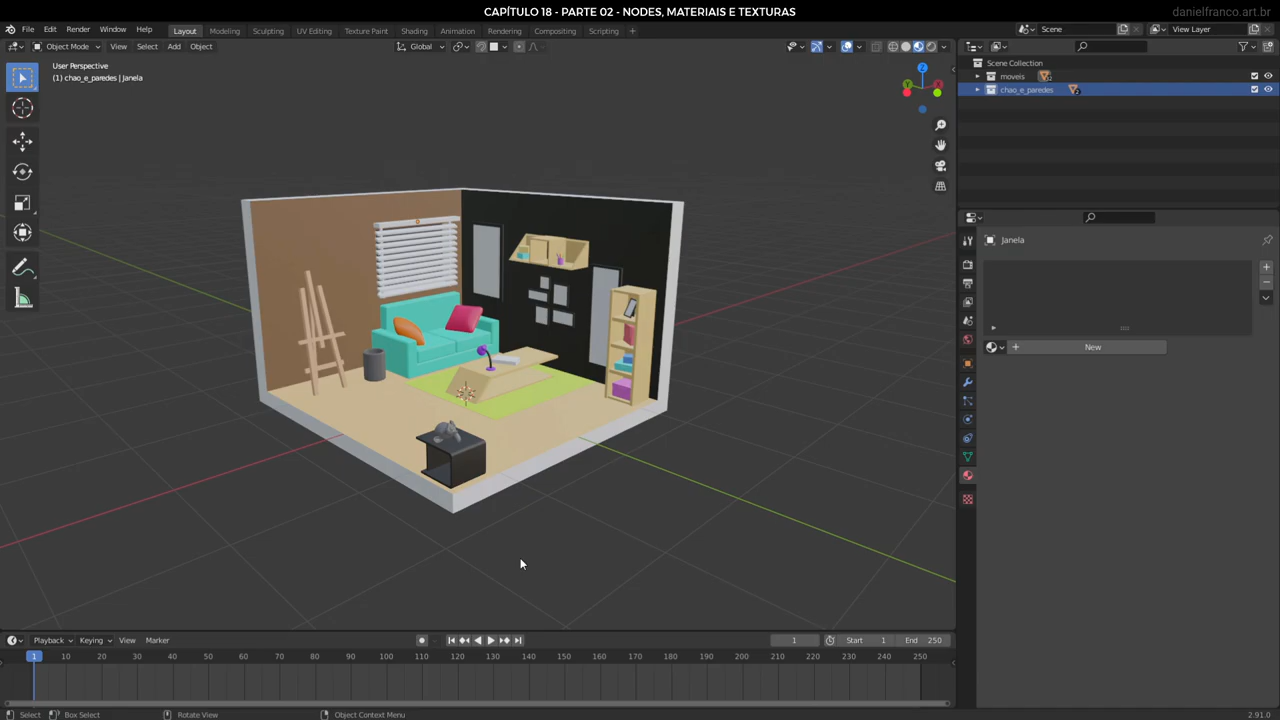 CAPÍTULO 18 - PARTE 02 - NODES, MATERIAIS E TEXTURAS
danielfranco.art.br
File Edit Render Window Help Layout Modeling Sculpting UV Editing Texture Paint Shading Animation Rendering Compositing Scripting + Scene View Layer
Object Mode View Select Add Object Global
User Perspective
(1) chao_e_paredes | Janela
Z
Y
X
Scene Collection
moveis
chao_e_paredes
Janela
New
Playback Keying View Marker 1 Start 1 End 250
1 10 20 30 40 50 60 70 80 90 100 110 120 130 140 150 160 170 180 190 200 210 220 230 240 250
Select Box Select Rotate View Object Context Menu 2.91.0